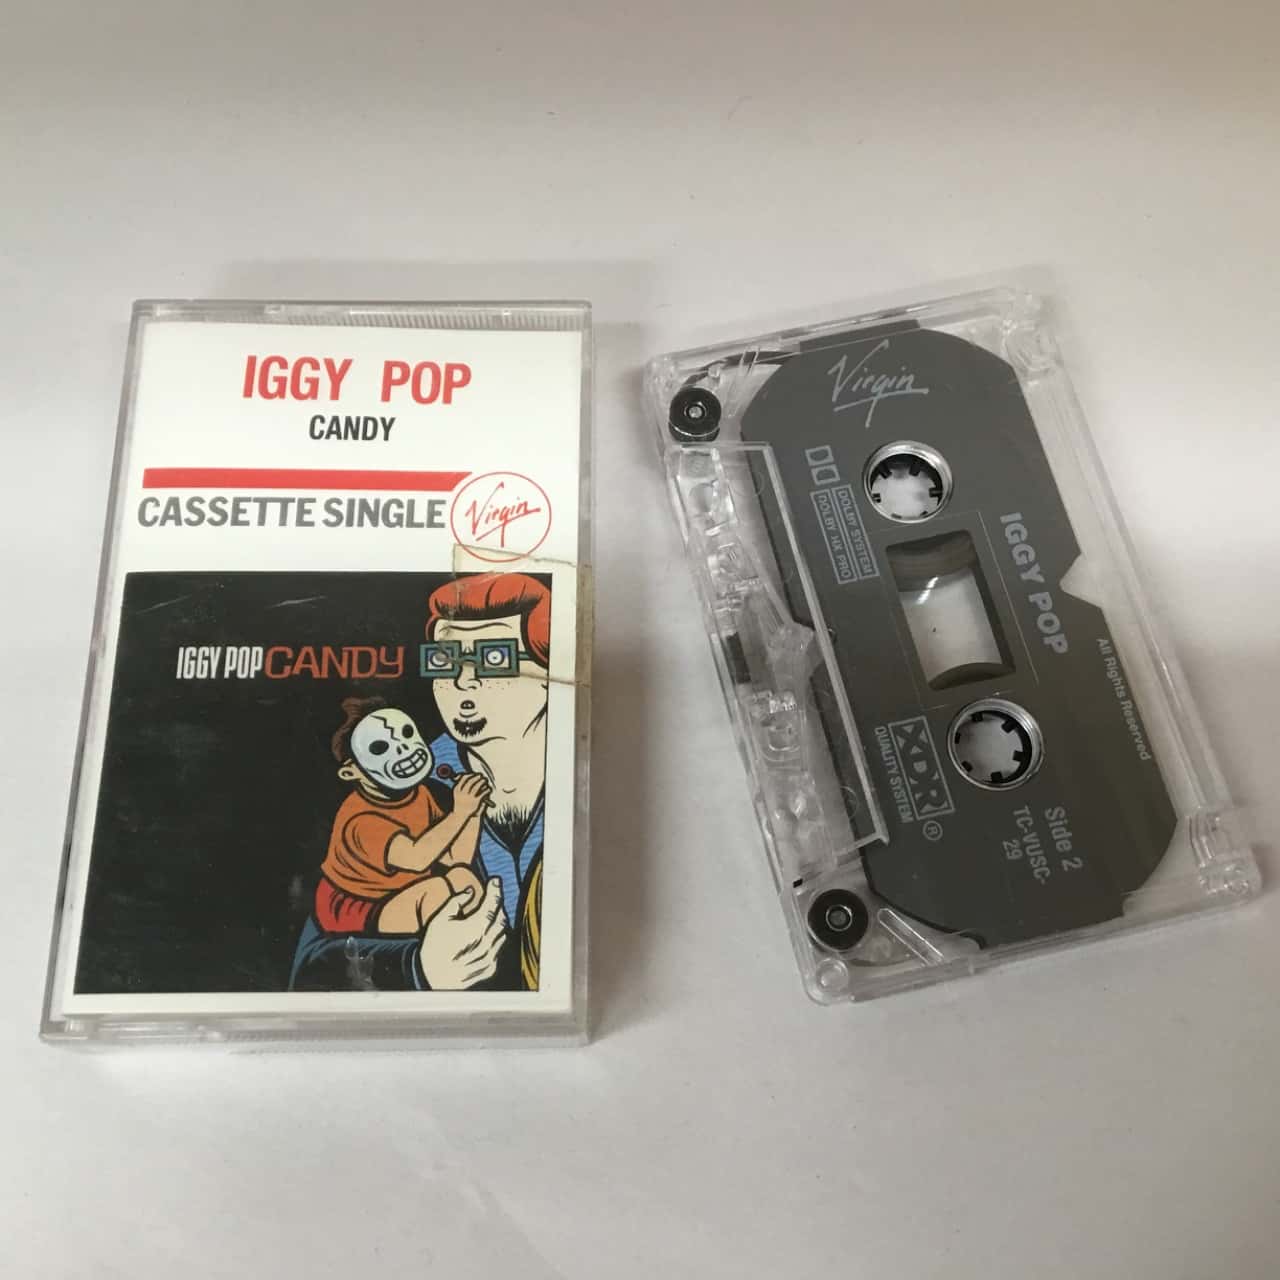 IGGY POP
CANDY
CASSETTE SINGLE
Virgin
IGGY POP CANDY
Virgin
DOLBY SYSTEM
DOLBY HX PRO
IGGY POP
All Rights Reserved
XDR®
QUALITY SYSTEM
Side 2
TC-VUSC-
29